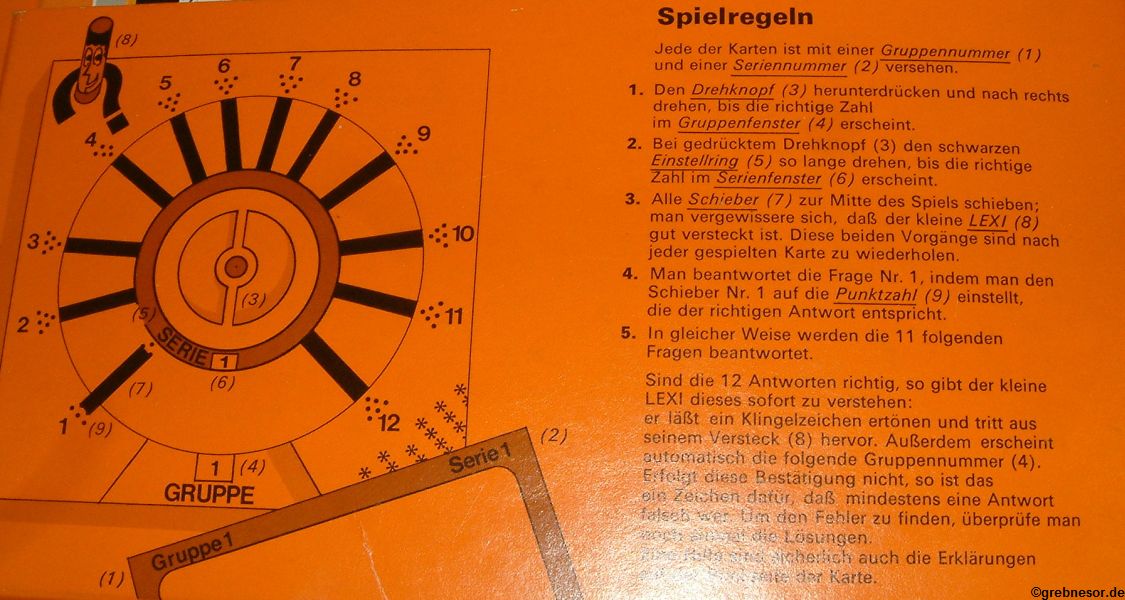 Spielregeln
Jede der Karten ist mit einer Gruppennummer (1)
und einer Seriennummer (2) versehen.
1. Den Drehknopf (3) herunterdrücken und nach rechts
drehen, bis die richtige Zahl
im Gruppenfenster (4) erscheint.
2. Bei gedrücktem Drehknopf (3) den schwarzen
Einstellring (5) so lange drehen, bis die richtige
Zahl im Serienfenster (6) erscheint.
3. Alle Schieber (7) zur Mitte des Spiels schieben;
man vergewissere sich, daß der kleine LEXI (8)
gut versteckt ist. Diese beiden Vorgänge sind nach
jeder gespielten Karte zu wiederholen.
4. Man beantwortet die Frage Nr. 1, indem man den
Schieber Nr. 1 auf die Punktzahl (9) einstellt,
die der richtigen Antwort entspricht.
5. In gleicher Weise werden die 11 folgenden
Fragen beantwortet.
Sind die 12 Antworten richtig, so gibt der kleine
LEXI dieses sofort zu verstehen:
er läßt ein Klingelzeichen ertönen und tritt aus
seinem Versteck (8) hervor. Außerdem erscheint
automatisch die folgende Gruppennummer (4).
Erfolgt diese Bestätigung nicht, so ist das
ein Zeichen dafür, daß mindestens eine Antwort
falsch war. Um den Fehler zu finden, überprüfe man
noch einmal die Lösungen.
Eine Hilfe sind sicherlich auch die Erklärungen
der Karte.
(8)
5
6
7
8
4
9
3
10
2
11
(3)
(5)
SERIE 1
(6)
(7)
1
(9)
12
1
(4)
GRUPPE
(2)
Serie 1
Gruppe 1
(1)
©grebnesor.de